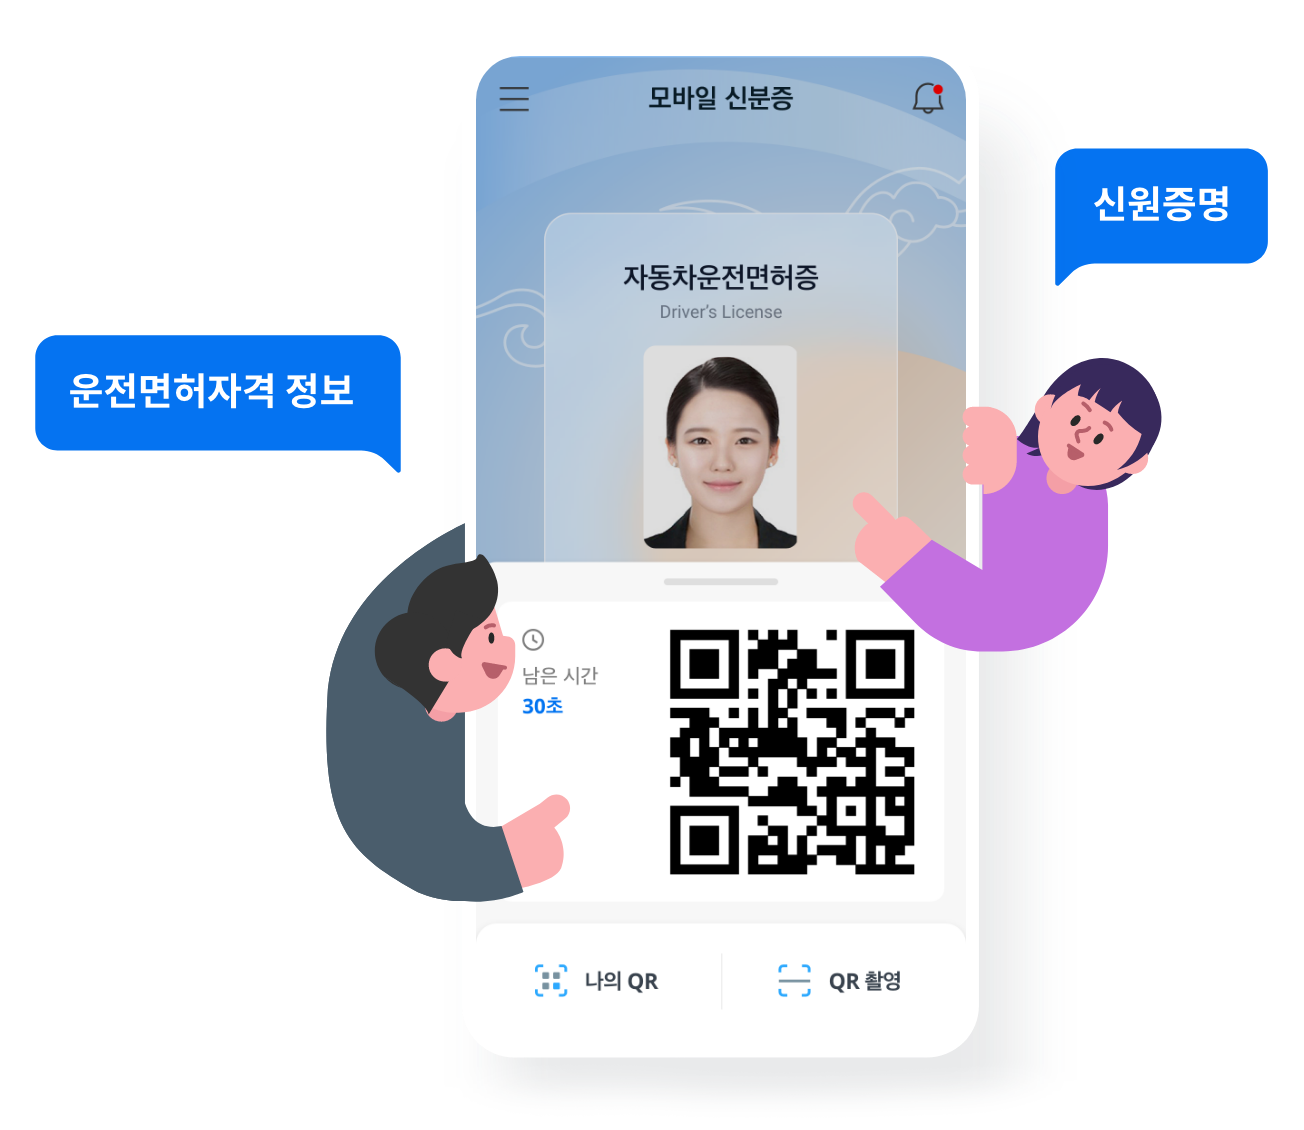 모바일 신분증
신원증명
자동차운전면허증
Driver's License
운전면허자격 정보
남은 시간
30초
나의 QR
QR 촬영